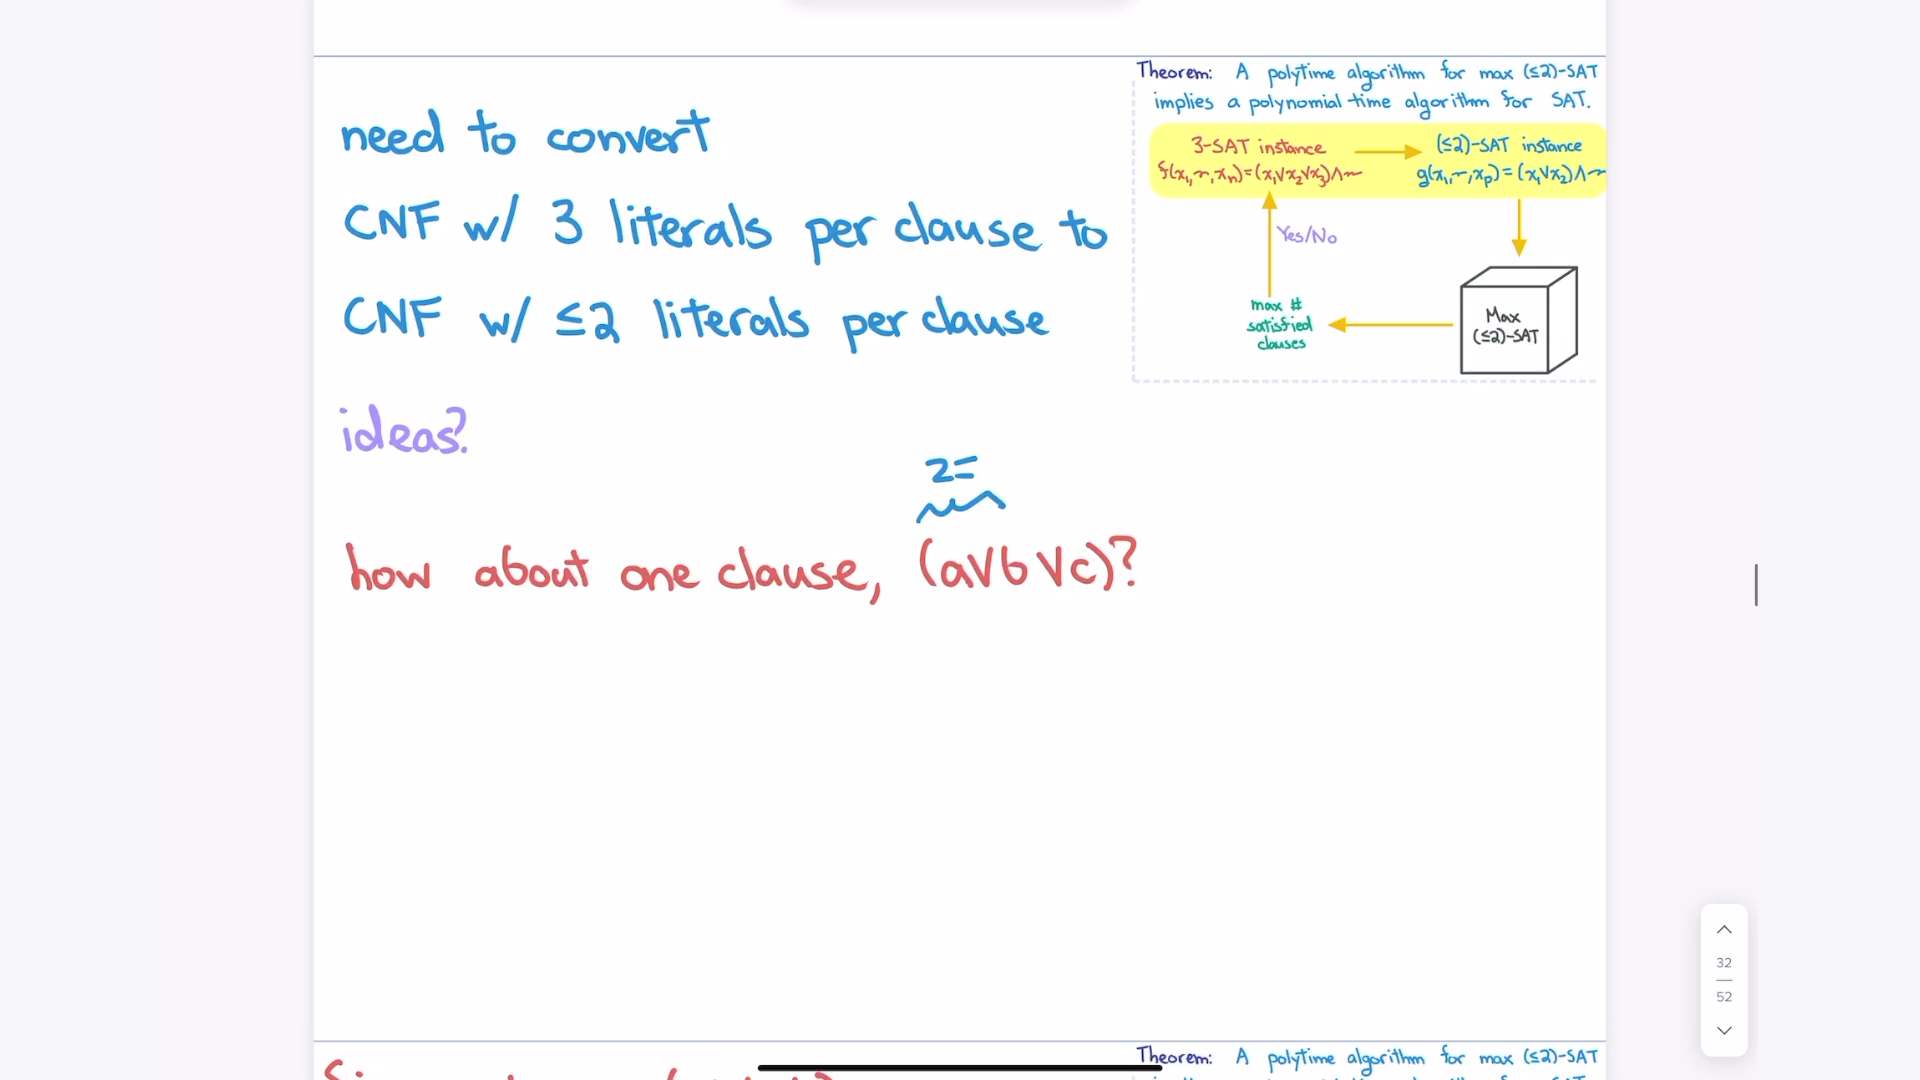 need to convert
CNF w/ 3 literals per clause to
CNF w/ ≤2 literals per clause
ideas?
2=
how about one clause, (a∨b∨c)?
Theorem: A polytime algorithm for max (≤2)-SAT
implies a polynomial time algorithm for SAT.
3-SAT instance
f(x₁,~,xₙ)=(x₁∨x₂∨x₃)∧~
(≤2)-SAT instance
g(x₁,~,xₚ)=(x₁∨x₂)∧~
Yes/No
max #
satisfied
clauses
Max
(≤2)-SAT
32
52
Theorem: A polytime algorithm for max (≤2)-SAT